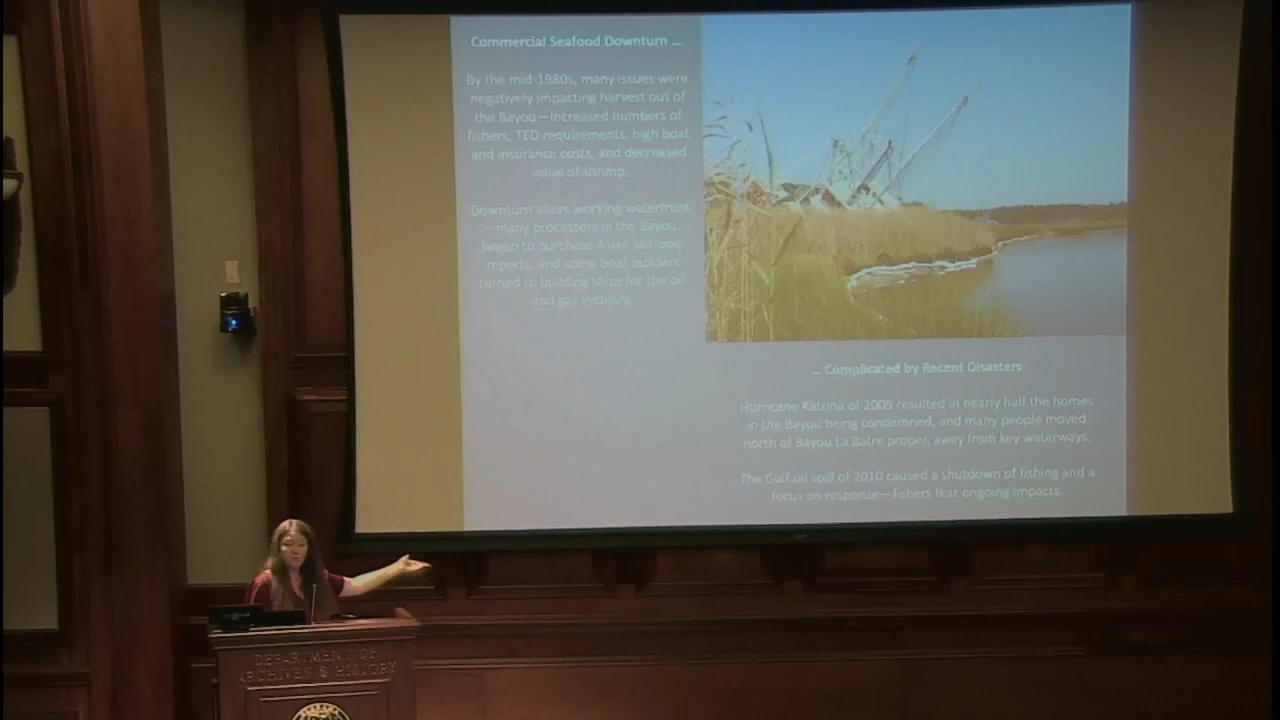 Commercial Seafood Downturn ...
By the mid-1980s, many issues were
negatively impacting harvest out of
the Bayou—increased numbers of
fishers, TED requirements, high boat
and insurance costs, and decreased
value of shrimp.
Downturn alters working waterfront
– many processors in the Bayou
began to purchase Asian seafood
imports, and some boat builders
turned to building ships for the oil
and gas industry.
... Complicated by Recent Disasters
Hurricane Katrina of 2005 resulted in nearly half the homes
in the Bayou being condemned, and many people moved
north of Bayou La Batre proper, away from key waterways.
The Gulf oil spill of 2010 caused a shutdown of fishing and a
focus on response—fishers fear ongoing impacts.
DEPARTMENT OF
ARCHIVES & HISTORY